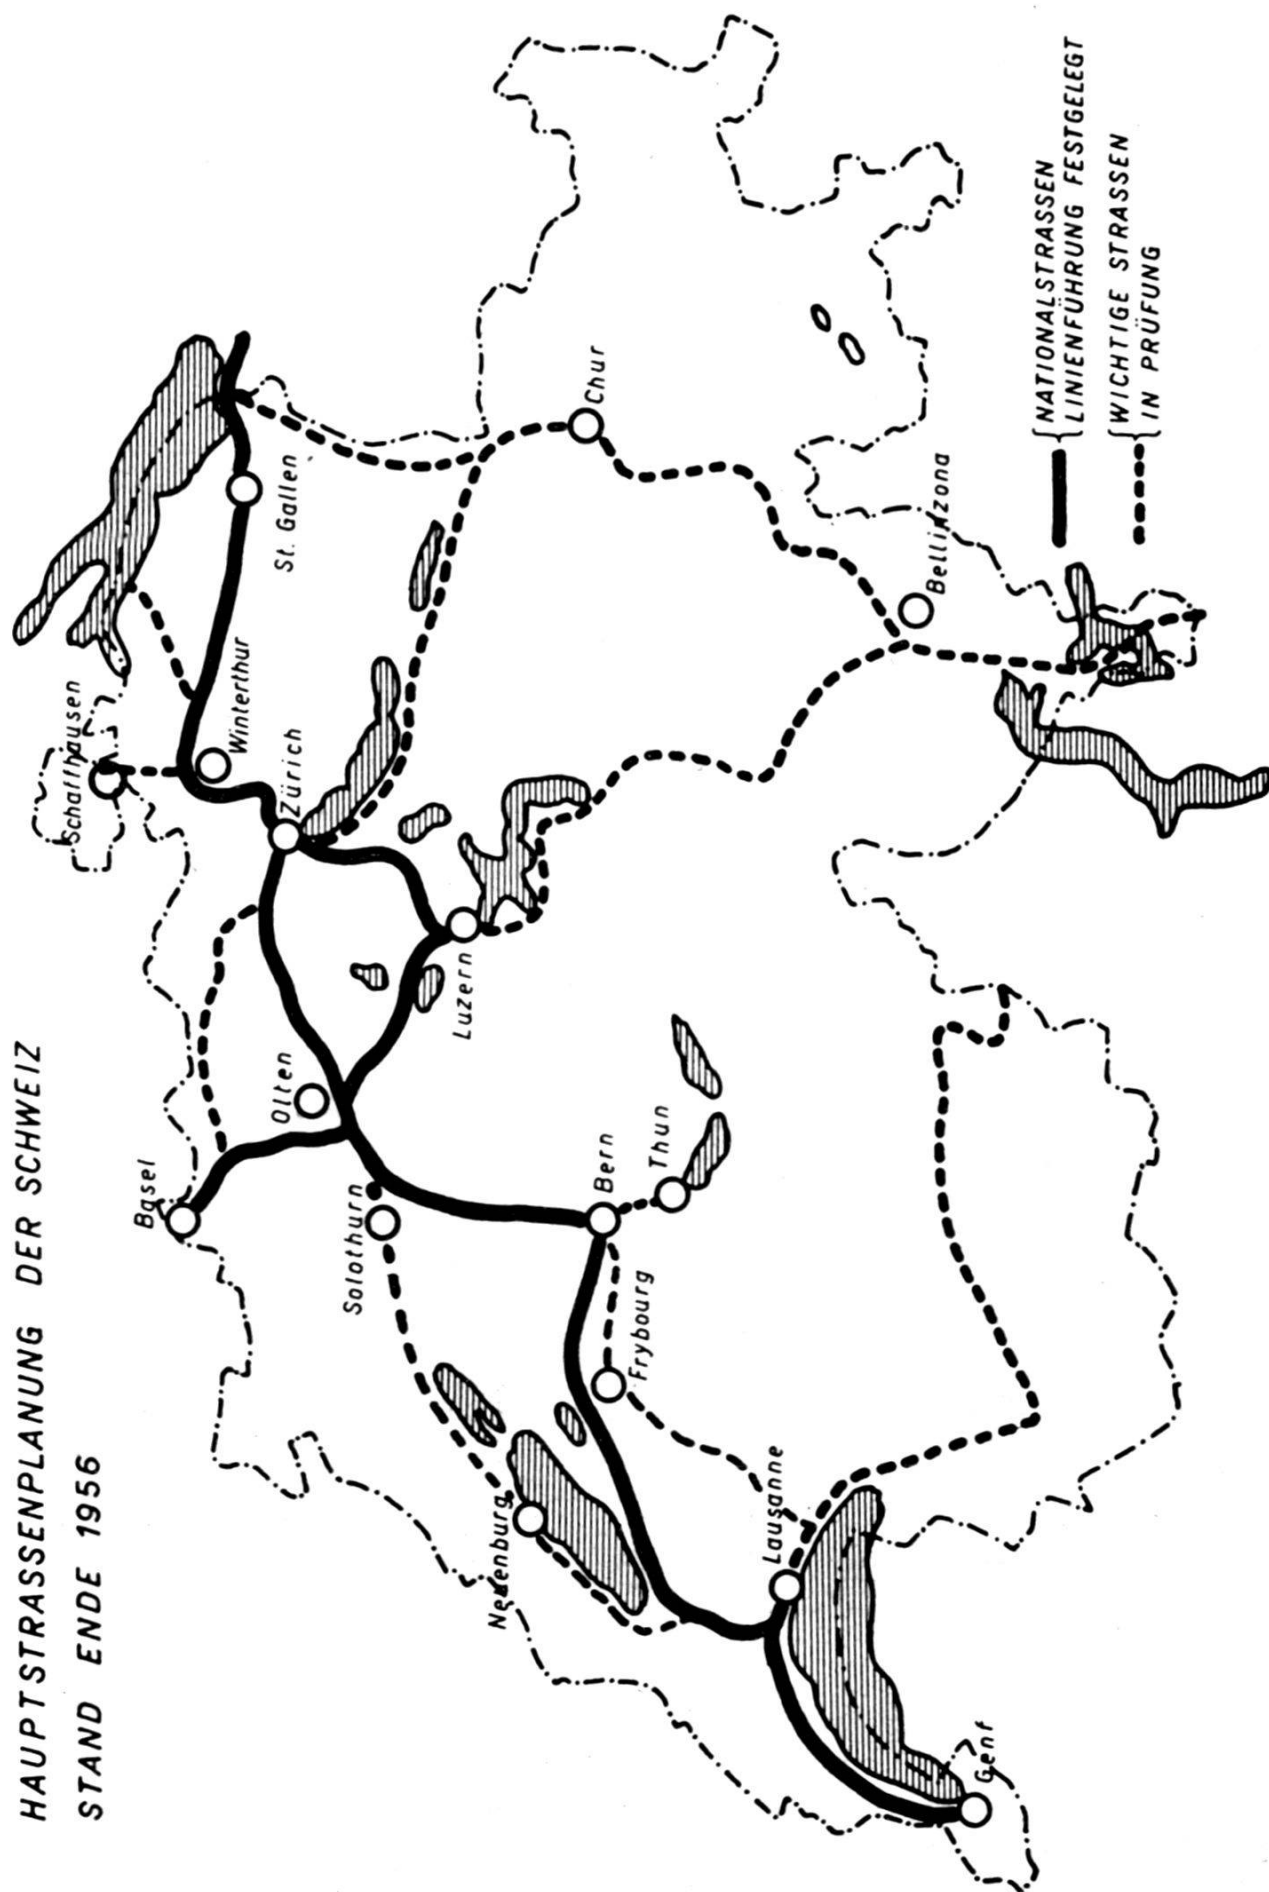 HAUPTSTRASSENPLANUNG DER SCHWEIZ
STAND ENDE 1956
Basel
Schaffhausen
Winterthur
St. Gallen
Zürich
Olten
Solothurn
Luzern
Chur
Neuenburg
Bern
Thun
Frybourg
Lausanne
Genf
Bellinzona
NATIONALSTRASSEN
LINIENFÜHRUNG FESTGELEGT
WICHTIGE STRASSEN
IN PRÜFUNG